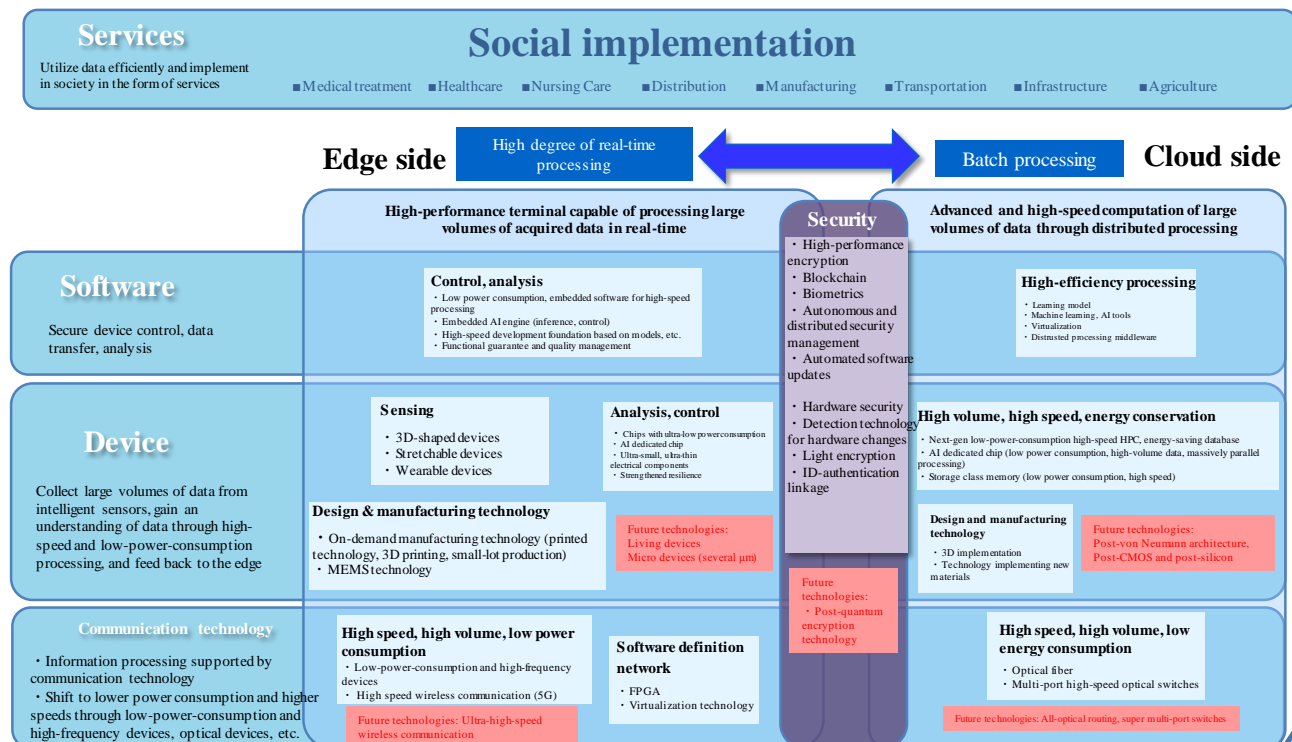 Services
Utilize data efficiently and implement
in society in the form of services
Social implementation
■Medical treatment ■Healthcare ■Nursing Care ■Distribution ■Manufacturing ■Transportation ■Infrastructure ■Agriculture
Edge side
High degree of real-time
processing
Batch processing
Cloud side
High-performance terminal capable of processing large
volumes of acquired data in real-time
Security
・High-performance
encryption
・Blockchain
・Biometrics
・Autonomous and
distributed security
management
・Automated software
updates
・Hardware security
・Detection technology
for hardware changes
・Light encryption
・ID-authentication
linkage
Future
technologies:
・Post-quantum
encryption
technology
Advanced and high-speed computation of large
volumes of data through distributed processing
Software
Secure device control, data
transfer, analysis
Control, analysis
・Low power consumption, embedded software for high-speed
processing
・Embedded AI engine (inference, control)
・High-speed development foundation based on models, etc.
・Functional guarantee and quality management
High-efficiency processing
・Learning model
・Machine learning, AI tools
・Virtualization
・Distrusted processing middleware
Device
Collect large volumes of data from
intelligent sensors, gain an
understanding of data through high-
speed and low-power-consumption
processing, and feed back to the edge
Sensing
・3D-shaped devices
・Stretchable devices
・Wearable devices
Analysis, control
・Chips with ultra-low power consumption
・AI dedicated chip
・Ultra-small, ultra-thin
electrical components
・Strengthened resilience
Design & manufacturing technology
・On-demand manufacturing technology (printed
technology, 3D printing, small-lot production)
・MEMS technology
Future technologies:
Living devices
Micro devices (several μm)
High volume, high speed, energy conservation
・Next-gen low-power-consumption high-speed HPC, energy-saving database
・AI dedicated chip (low power consumption, high-volume data, massively parallel
processing)
・Storage class memory (low power consumption, high speed)
Design and manufacturing
technology
・3D implementation
・Technology implementing new
materials
Future technologies:
Post-von Neumann architecture,
Post-CMOS and post-silicon
Communication technology
・Information processing supported by
communication technology
・Shift to lower power consumption and higher
speeds through low-power-consumption and
high-frequency devices, optical devices, etc.
High speed, high volume, low power
consumption
・Low-power-consumption and high-frequency
devices
・High speed wireless communication (5G)
Future technologies: Ultra-high-speed
wireless communication
Software definition
network
・FPGA
・Virtualization technology
High speed, high volume, low
energy consumption
・Optical fiber
・Multi-port high-speed optical switches
Future technologies: All-optical routing, super multi-port switches